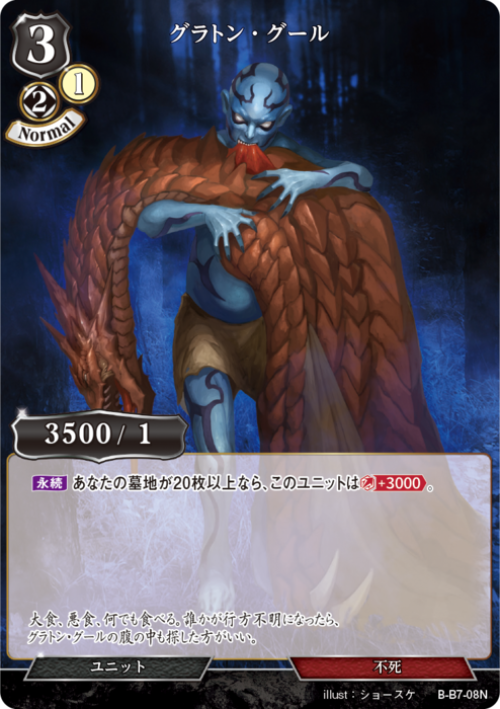 グラトン・グール
3
2
1
Normal
3500 / 1
永続 あなたの墓地が20枚以上なら、このユニットは +3000 。
大食、悪食、何でも食べる。誰かが行方不明になったら、
グラトン・グールの腹の中も探した方がいい。
ユニット
不死
illust：ショースケ
B-B7-08N